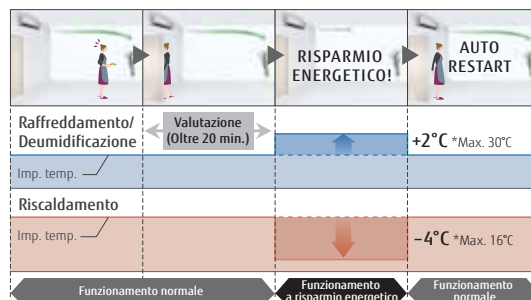 RISPARMIO
ENERGETICO!
AUTO
RESTART
Raffreddamento/
Deumidificazione
Valutazione
(Oltre 20 min.)
+2°C *Max. 30°C
Imp. temp.
Riscaldamento
Imp. temp.
–4°C *Max. 16°C
Funzionamento normale
Funzionamento
a risparmio energetico
Funzionamento
normale